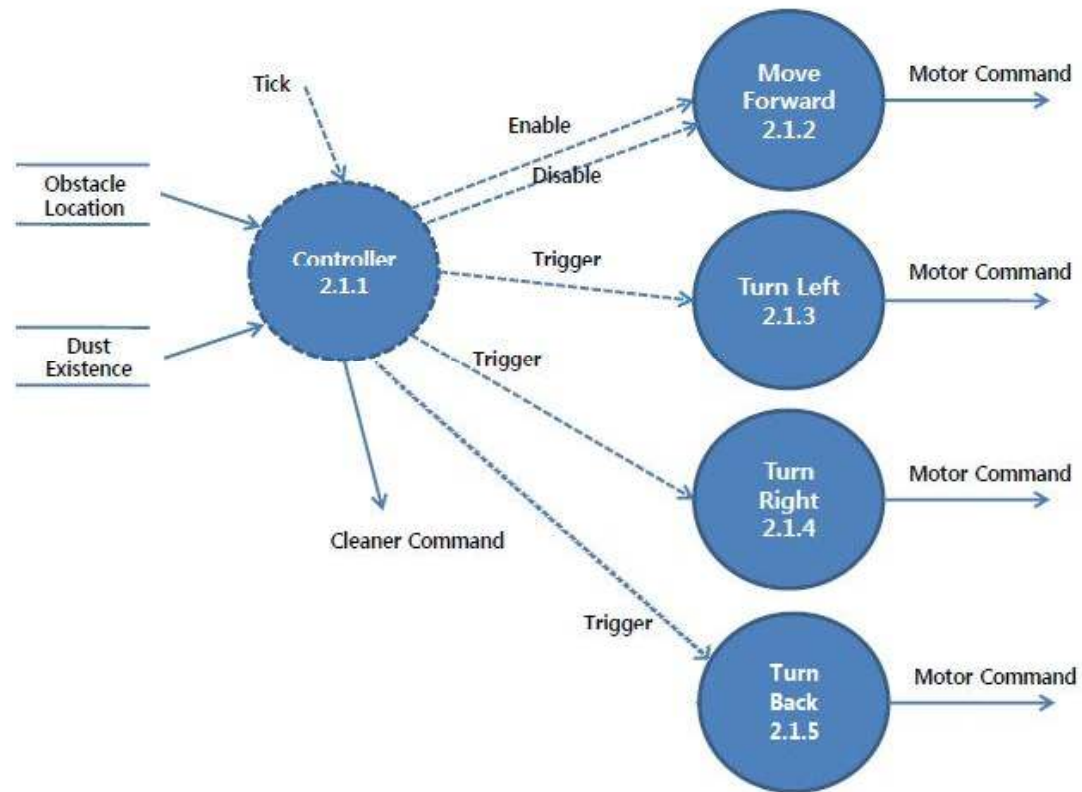 Tick
Obstacle
Location
Dust
Existence
Controller
2.1.1
Cleaner Command
Enable
Disable
Trigger
Trigger
Trigger
Move
Forward
2.1.2
Motor Command
Turn Left
2.1.3
Motor Command
Turn
Right
2.1.4
Motor Command
Turn
Back
2.1.5
Motor Command